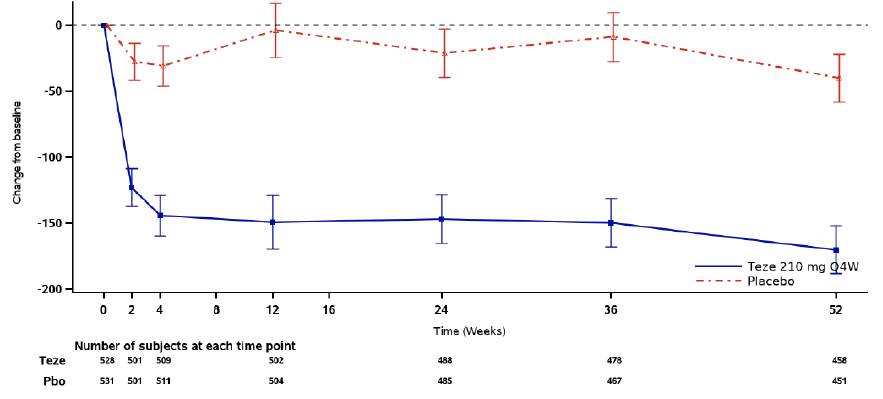 0
-50
-100
-150
-200
Change from baseline
Teze 210 mg Q4W
Placebo
0 2 4 8 12 16 24 36 52
Time (Weeks)
Number of subjects at each time point
Teze 528 501 509 502 488 478 458
Pbo 531 501 511 504 485 467 451